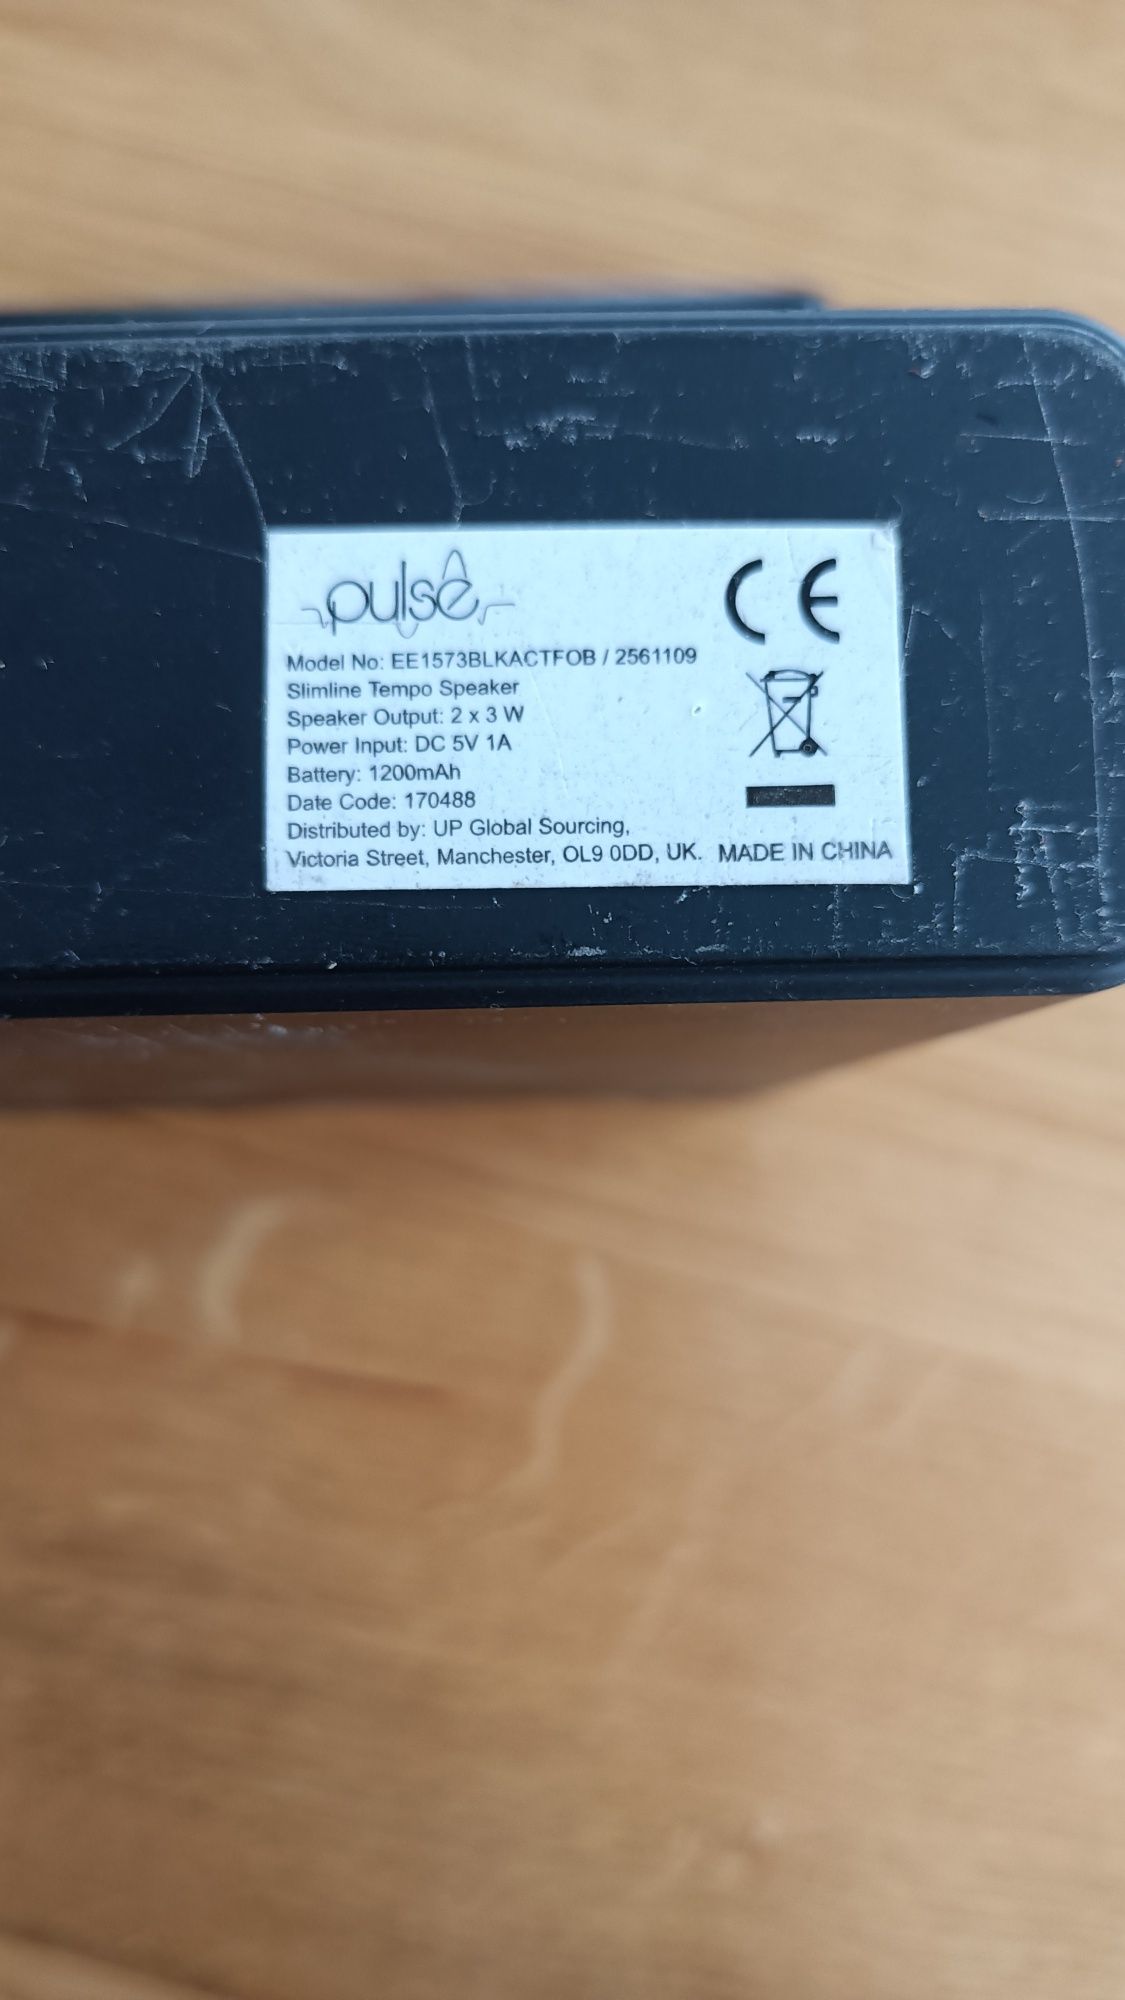 pulse
CE
Model No: EE1573BLKACTFOB / 2561109
Slimline Tempo Speaker
Speaker Output: 2 x 3 W
Power Input: DC 5V 1A
Battery: 1200mAh
Date Code: 170488
Distributed by: UP Global Sourcing,
Victoria Street, Manchester, OL9 0DD, UK. MADE IN CHINA